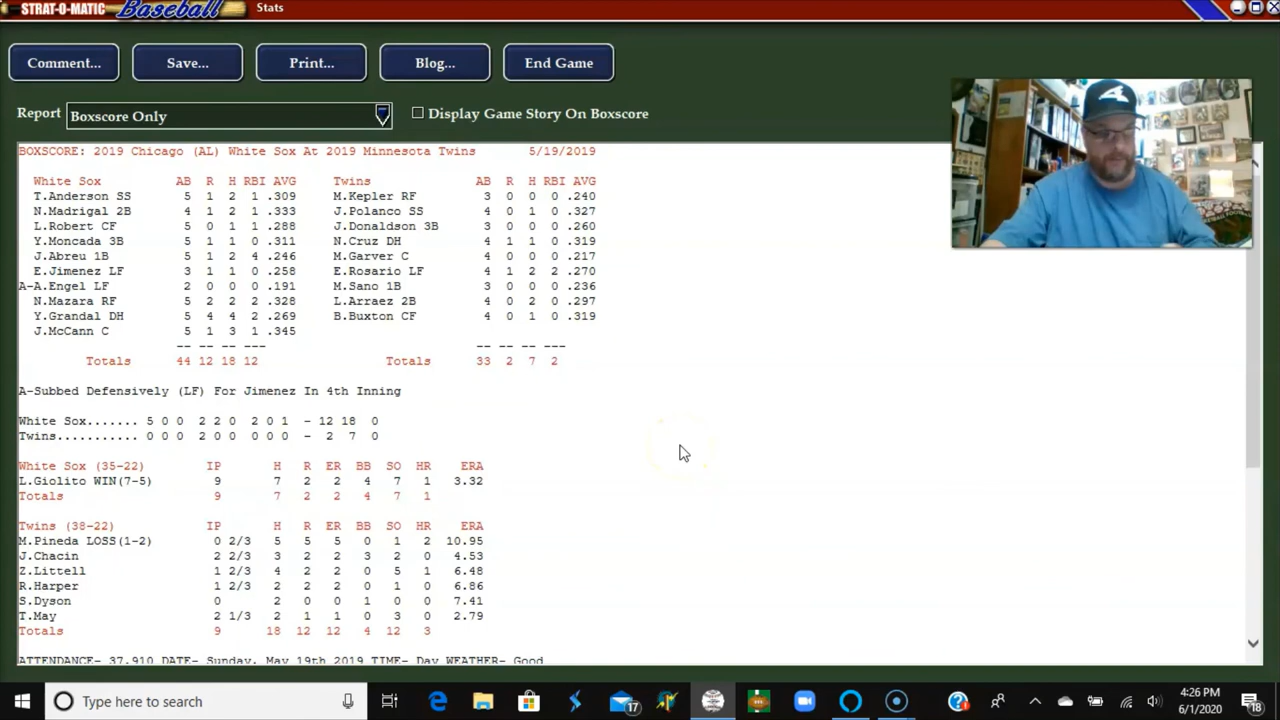 STRAT-O-MATIC Baseball Stats
Comment... Save... Print... Blog... End Game
Report Boxscore Only Display Game Story On Boxscore
BOXSCORE: 2019 Chicago (AL) White Sox At 2019 Minnesota Twins 5/19/2019
White Sox AB R H RBI AVG Twins AB R H RBI AVG
T.Anderson SS 5 1 2 1 .309 M.Kepler RF 3 0 0 0 .240
N.Madrigal 2B 4 1 2 1 .333 J.Polanco SS 4 0 1 0 .327
L.Robert CF 5 0 1 1 .288 J.Donaldson 3B 3 0 0 0 .260
Y.Moncada 3B 5 1 1 0 .311 N.Cruz DH 4 1 1 0 .319
J.Abreu 1B 5 1 2 4 .246 M.Garver C 4 0 0 0 .217
E.Jimenez LF 3 1 1 0 .258 E.Rosario LF 4 1 2 2 .270
A-A.Engel LF 2 0 0 0 .191 M.Sano 1B 3 0 0 0 .236
N.Mazara RF 5 2 2 2 .328 L.Arraez 2B 4 0 2 0 .297
Y.Grandal DH 5 4 4 2 .269 B.Buxton CF 4 0 1 0 .319
J.McCann C 5 1 3 1 .345
-- -- -- --- -- -- -- ---
Totals 44 12 18 12 Totals 33 2 7 2
A-Subbed Defensively (LF) For Jimenez In 4th Inning
White Sox....... 5 0 0 2 2 0 2 0 1 - 12 18 0
Twins........... 0 0 0 2 0 0 0 0 0 - 2 7 0
White Sox (35-22) IP H R ER BB SO HR ERA
L.Giolito WIN(7-5) 9 7 2 2 4 7 1 3.32
Totals 9 7 2 2 4 7 1
Twins (38-22) IP H R ER BB SO HR ERA
M.Pineda LOSS(1-2) 0 2/3 5 5 5 0 1 2 10.95
J.Chacin 2 2/3 3 2 2 3 2 0 4.53
Z.Littell 1 2/3 4 2 2 0 5 1 6.48
R.Harper 1 2/3 2 2 2 0 1 0 6.86
S.Dyson 0 2 0 0 1 0 0 7.41
T.May 2 1/3 2 1 1 0 3 0 2.79
Totals 9 18 12 12 4 12 3
ATTENDANCE- 37,910 DATE- Sunday, May 19th 2019 TIME- Day WEATHER- Good
Type here to search 17 4:26 PM
6/1/2020 18